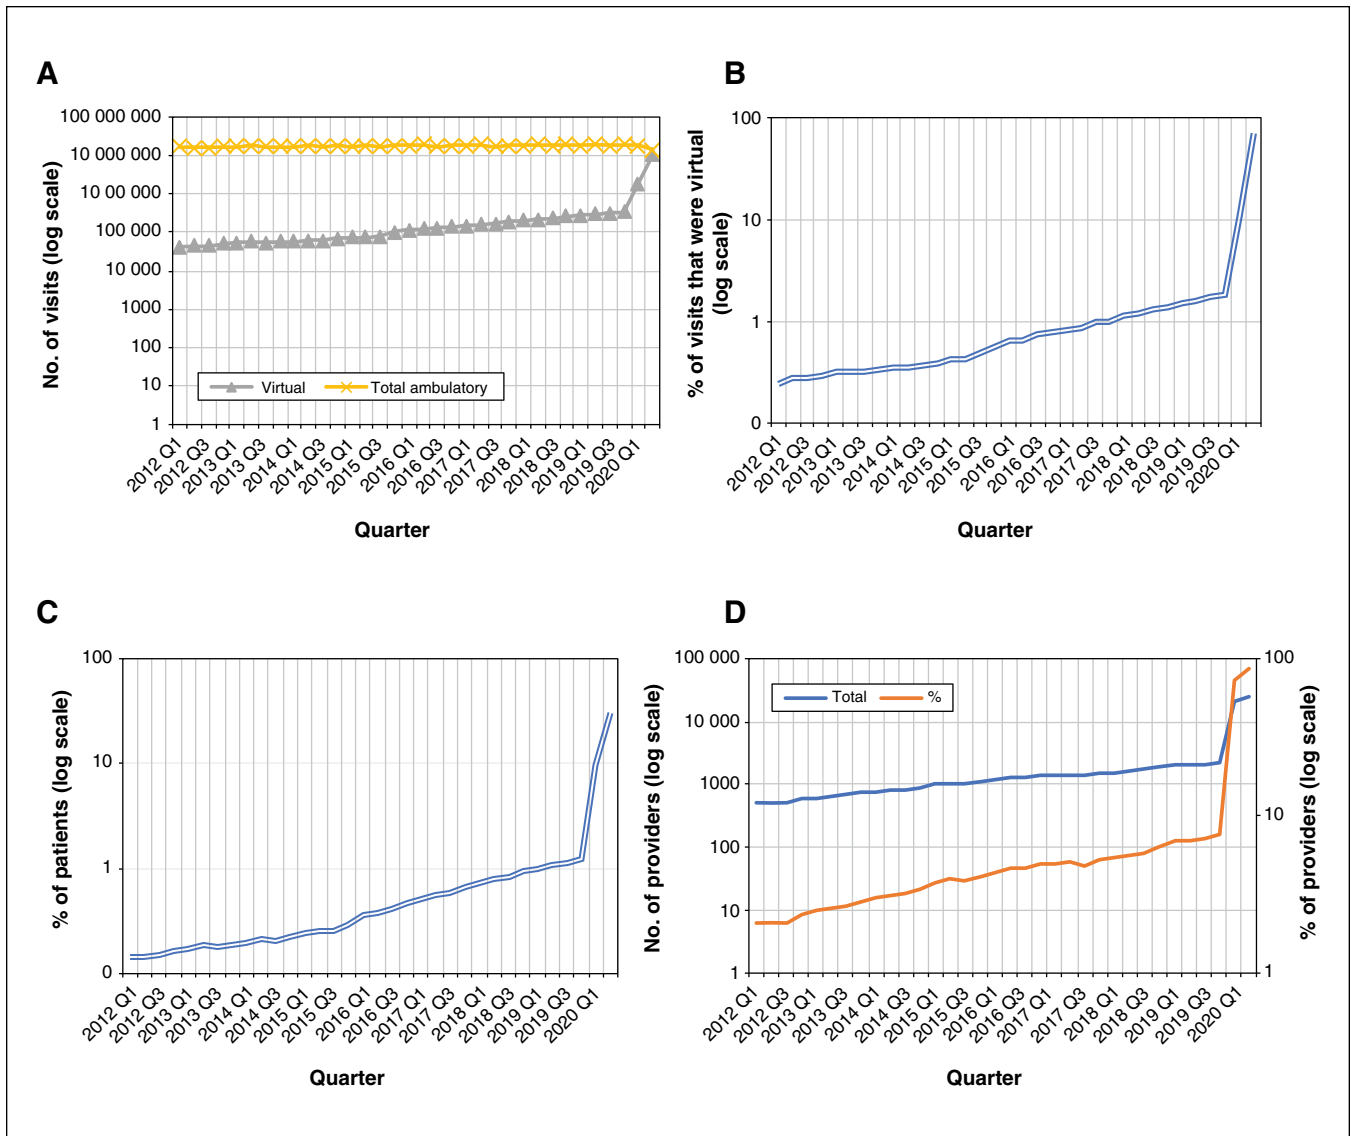 A
No. of visits (log scale)
100 000 000
10 000 000
10 00 000
100 000
10 000
1000
100
10
1
Virtual
Total ambulatory
2012 Q1
2012 Q3
2013 Q1
2013 Q3
2014 Q1
2014 Q3
2015 Q1
2015 Q3
2016 Q1
2016 Q3
2017 Q1
2017 Q3
2018 Q1
2018 Q3
2019 Q1
2019 Q3
2020 Q1
Quarter
B
% of visits that were virtual
(log scale)
100
10
1
0
2012 Q1
2012 Q3
2013 Q1
2013 Q3
2014 Q1
2014 Q3
2015 Q1
2015 Q3
2016 Q1
2016 Q3
2017 Q1
2017 Q3
2018 Q1
2018 Q3
2019 Q1
2019 Q3
2020 Q1
Quarter
C
% of patients (log scale)
100
10
1
0
2012 Q1
2012 Q3
2013 Q1
2013 Q3
2014 Q1
2014 Q3
2015 Q1
2015 Q3
2016 Q1
2016 Q3
2017 Q1
2017 Q3
2018 Q1
2018 Q3
2019 Q1
2019 Q3
2020 Q1
Quarter
D
No. of providers (log scale)
100 000
10 000
1000
100
10
1
Total
%
100
10
1
% of providers (log scale)
2012 Q1
2012 Q3
2013 Q1
2013 Q3
2014 Q1
2014 Q3
2015 Q1
2015 Q3
2016 Q1
2016 Q3
2017 Q1
2017 Q3
2018 Q1
2018 Q3
2019 Q1
2019 Q3
2020 Q1
Quarter